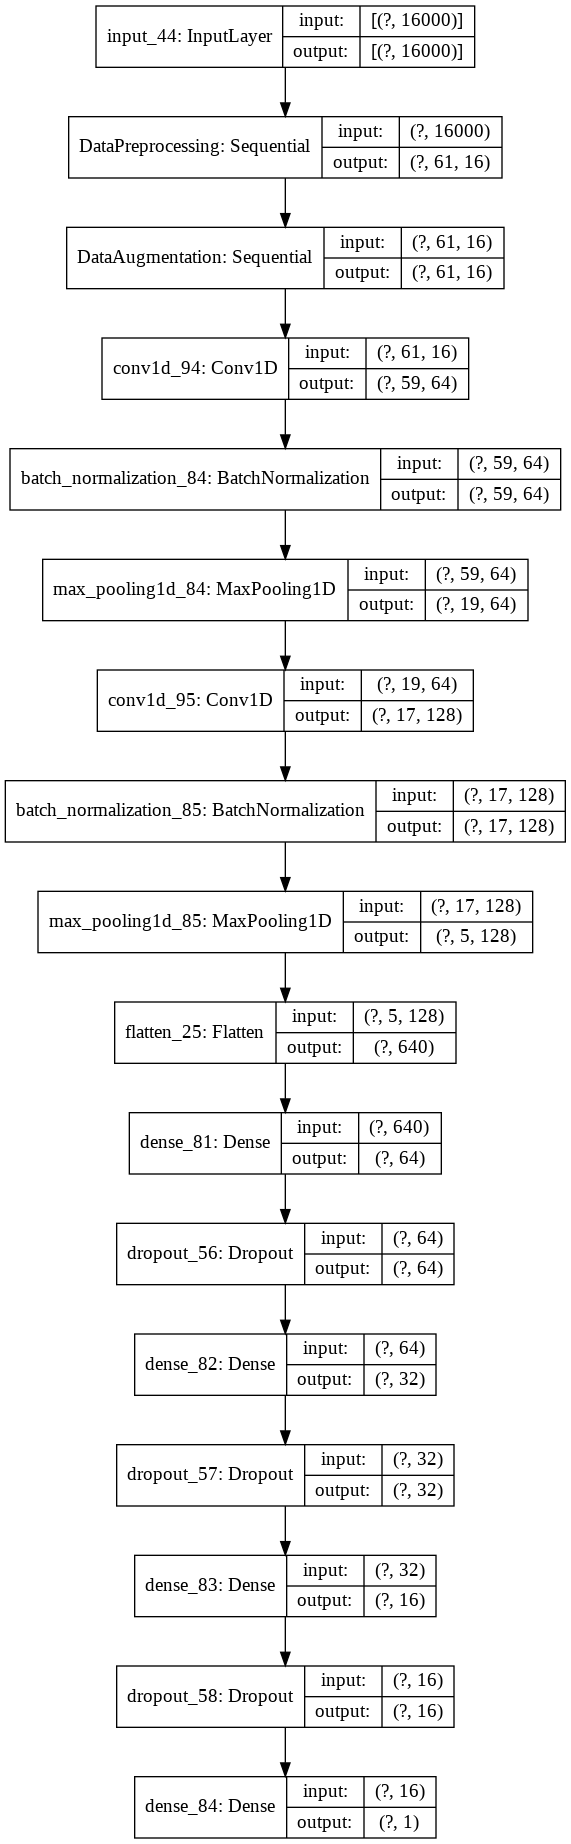 input_44: InputLayer
input:
[(?, 16000)]
output:
[(?, 16000)]
DataPreprocessing: Sequential
input:
(?, 16000)
output:
(?, 61, 16)
DataAugmentation: Sequential
input:
(?, 61, 16)
output:
(?, 61, 16)
conv1d_94: Conv1D
input:
(?, 61, 16)
output:
(?, 59, 64)
batch_normalization_84: BatchNormalization
input:
(?, 59, 64)
output:
(?, 59, 64)
max_pooling1d_84: MaxPooling1D
input:
(?, 59, 64)
output:
(?, 19, 64)
conv1d_95: Conv1D
input:
(?, 19, 64)
output:
(?, 17, 128)
batch_normalization_85: BatchNormalization
input:
(?, 17, 128)
output:
(?, 17, 128)
max_pooling1d_85: MaxPooling1D
input:
(?, 17, 128)
output:
(?, 5, 128)
flatten_25: Flatten
input:
(?, 5, 128)
output:
(?, 640)
dense_81: Dense
input:
(?, 640)
output:
(?, 64)
dropout_56: Dropout
input:
(?, 64)
output:
(?, 64)
dense_82: Dense
input:
(?, 64)
output:
(?, 32)
dropout_57: Dropout
input:
(?, 32)
output:
(?, 32)
dense_83: Dense
input:
(?, 32)
output:
(?, 16)
dropout_58: Dropout
input:
(?, 16)
output:
(?, 16)
dense_84: Dense
input:
(?, 16)
output:
(?, 1)